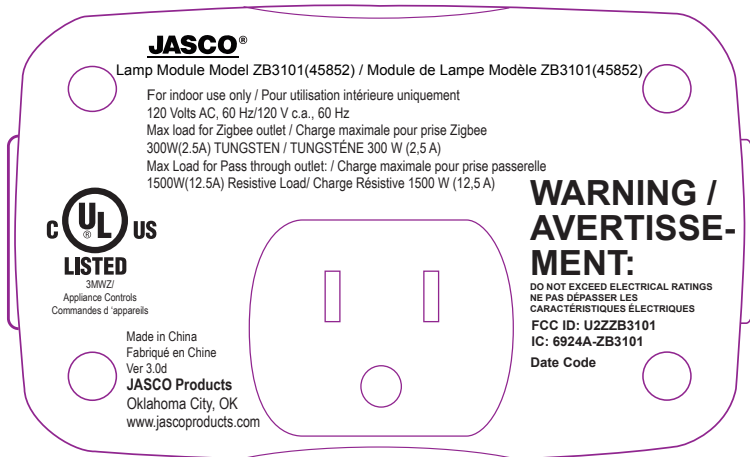 JASCO®
Lamp Module Model ZB3101(45852) / Module de Lampe Modèle ZB3101(45852)
For indoor use only / Pour utilisation intérieure uniquement
120 Volts AC, 60 Hz/120 V c.a., 60 Hz
Max load for Zigbee outlet / Charge maximale pour prise Zigbee
300W(2.5A) TUNGSTEN / TUNGSTÉNE 300 W (2,5 A)
Max Load for Pass through outlet: / Charge maximale pour prise passerelle
1500W(12.5A) Resistive Load/ Charge Résistive 1500 W (12,5 A)
C UL ® US
LISTED
3MWZ/
Appliance Controls
Commandes d 'appareils
Made in China
Fabriqué en Chine
Ver 3.0d
JASCO Products
Oklahoma City, OK
www.jascoproducts.com
WARNING /
AVERTISSE-
MENT:
DO NOT EXCEED ELECTRICAL RATINGS
NE PAS DÉPASSER LES
CARACTÉRISTIQUES ÉLECTRIQUES
FCC ID: U2ZZB3101
IC: 6924A-ZB3101
Date Code